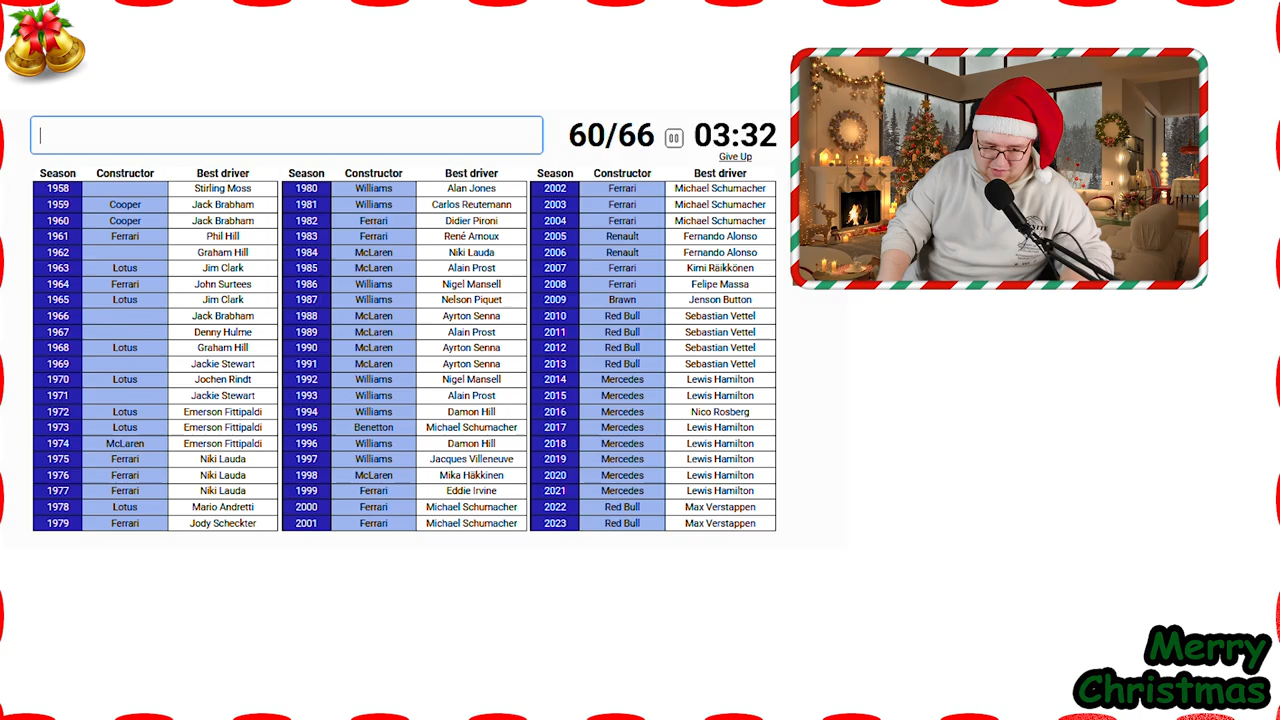 60/66 03:32
Give Up
Season Constructor Best driver Season Constructor Best driver Season Constructor Best driver
1958 Stirling Moss 1980 Williams Alan Jones 2002 Ferrari Michael Schumacher
1959 Cooper Jack Brabham 1981 Williams Carlos Reutemann 2003 Ferrari Michael Schumacher
1960 Cooper Jack Brabham 1982 Ferrari Didier Pironi 2004 Ferrari Michael Schumacher
1961 Ferrari Phil Hill 1983 Ferrari René Arnoux 2005 Renault Fernando Alonso
1962 Graham Hill 1984 McLaren Niki Lauda 2006 Renault Fernando Alonso
1963 Lotus Jim Clark 1985 McLaren Alain Prost 2007 Ferrari Kimi Räikkönen
1964 Ferrari John Surtees 1986 Williams Nigel Mansell 2008 Ferrari Felipe Massa
1965 Lotus Jim Clark 1987 Williams Nelson Piquet 2009 Brawn Jenson Button
1966 Jack Brabham 1988 McLaren Ayrton Senna 2010 Red Bull Sebastian Vettel
1967 Denny Hulme 1989 McLaren Alain Prost 2011 Red Bull Sebastian Vettel
1968 Lotus Graham Hill 1990 McLaren Ayrton Senna 2012 Red Bull Sebastian Vettel
1969 Jackie Stewart 1991 McLaren Ayrton Senna 2013 Red Bull Sebastian Vettel
1970 Lotus Jochen Rindt 1992 Williams Nigel Mansell 2014 Mercedes Lewis Hamilton
1971 Jackie Stewart 1993 Williams Alain Prost 2015 Mercedes Lewis Hamilton
1972 Lotus Emerson Fittipaldi 1994 Williams Damon Hill 2016 Mercedes Nico Rosberg
1973 Lotus Emerson Fittipaldi 1995 Benetton Michael Schumacher 2017 Mercedes Lewis Hamilton
1974 McLaren Emerson Fittipaldi 1996 Williams Damon Hill 2018 Mercedes Lewis Hamilton
1975 Ferrari Niki Lauda 1997 Williams Jacques Villeneuve 2019 Mercedes Lewis Hamilton
1976 Ferrari Niki Lauda 1998 McLaren Mika Häkkinen 2020 Mercedes Lewis Hamilton
1977 Ferrari Niki Lauda 1999 Ferrari Eddie Irvine 2021 Mercedes Lewis Hamilton
1978 Lotus Mario Andretti 2000 Ferrari Michael Schumacher 2022 Red Bull Max Verstappen
1979 Ferrari Jody Scheckter 2001 Ferrari Michael Schumacher 2023 Red Bull Max Verstappen
Merry
Christmas